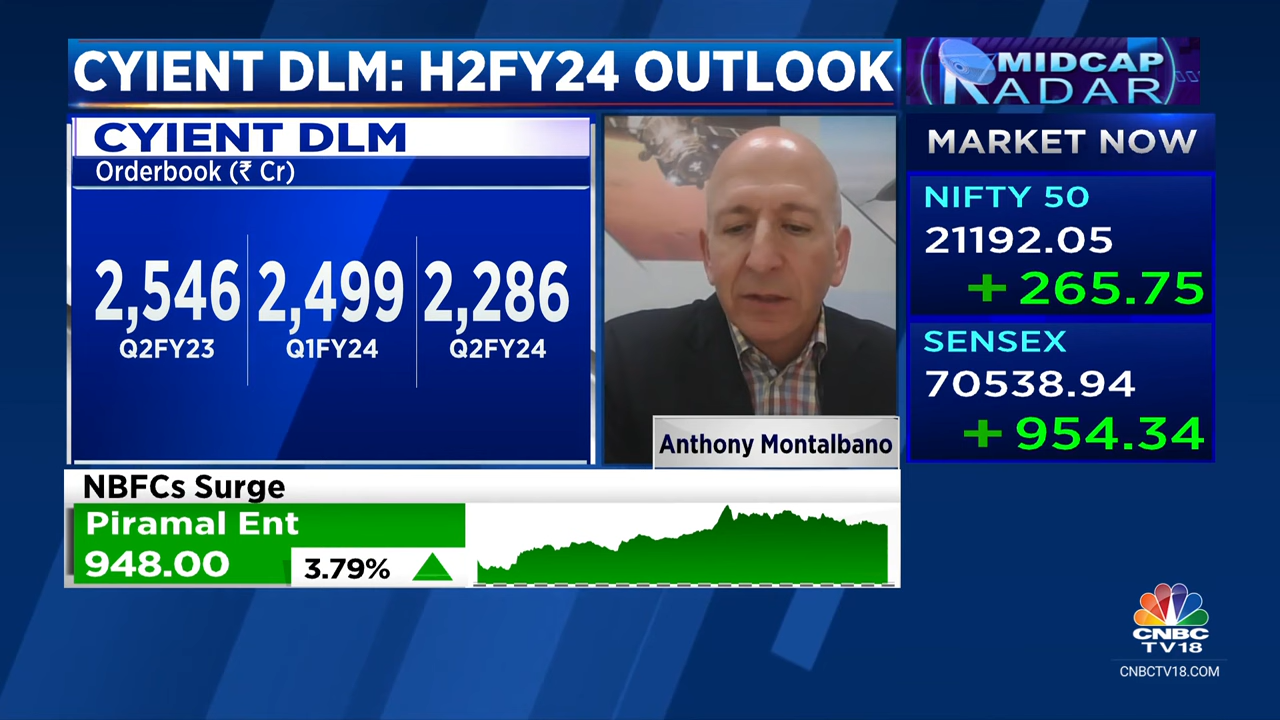 CYIENT DLM: H2FY24 OUTLOOK
MIDCAP
RADAR
CYIENT DLM
Orderbook (₹ Cr)
2,546 2,499 2,286
Q2FY23 Q1FY24 Q2FY24
Anthony Montalbano
MARKET NOW
NIFTY 50
21192.05
+ 265.75
SENSEX
70538.94
+ 954.34
NBFCs Surge
Piramal Ent
948.00
3.79%
CNBC
TV18
CNBCTV18.COM